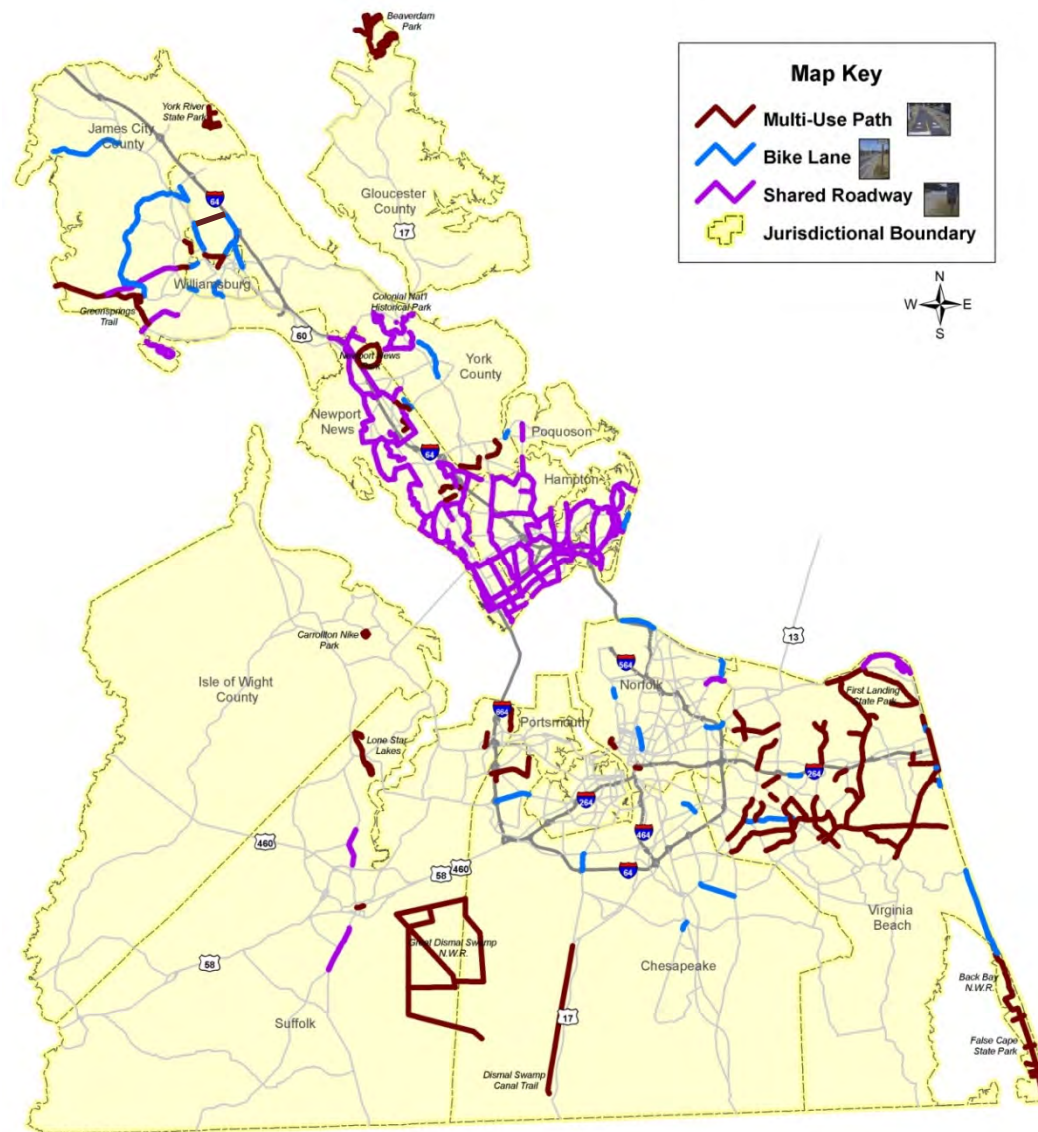 Beaverdam
Park
Map Key
Multi-Use Path
Bike Lane
Shared Roadway
Jurisdictional Boundary
N
W E
S
York River
State Park
James City
County
64
Gloucester
County
17
Williamsburg
Greensprings
Trail
Colonial Nat'l
Historical Park
60
Newport News
York
County
Newport
News
64
Poquoson
Hampton
13
Carrollton Nike
Park
564
Isle of Wight
County
Norfolk
First Landing
State Park
664
Portsmouth
Lone Star
Lakes
264
264
464
460
460
58
64
Virginia
Beach
Great Dismal Swamp
N.W.R.
58
Chesapeake
Back Bay
N.W.R.
17
Suffolk
False Cape
State Park
Dismal Swamp
Canal Trail